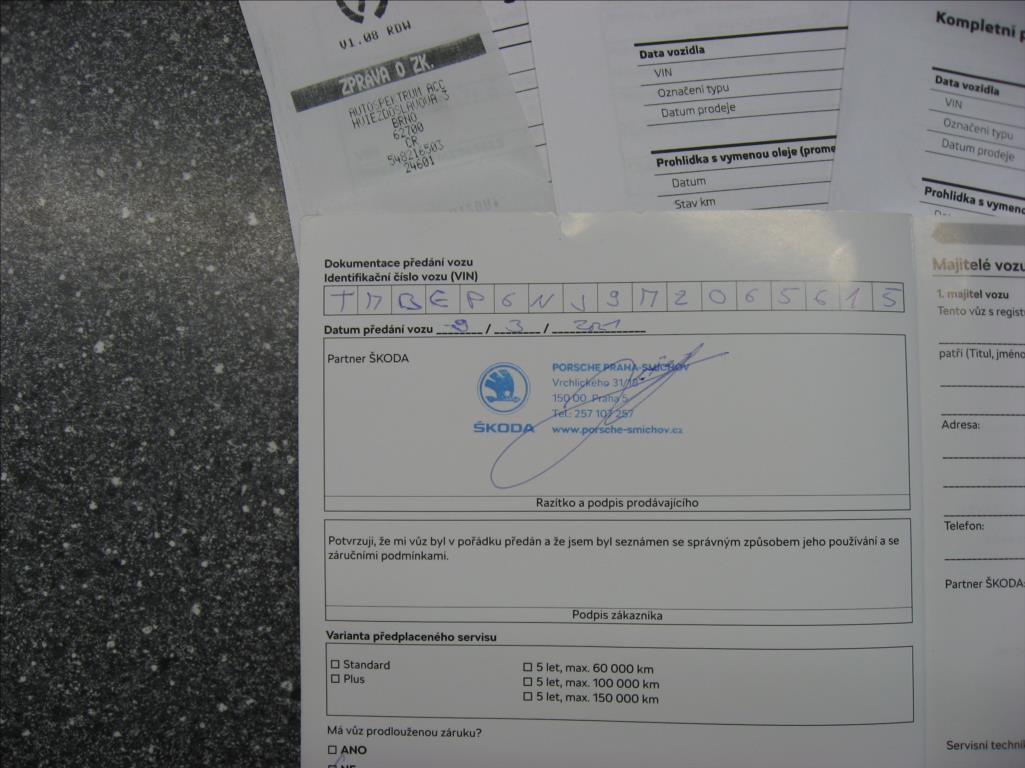 V1.08 RDW
ZPRÁVA O ZK.
AUTOSPEKTRUM ACC
HVIEZDOSLAVOVA 3
BRNO
62700
CR
548216503
24601
Data vozidla
VIN
Označení typu
Datum prodeje
Prohlídka s vymenou oleje (prome
Datum
Stav km
Kompletní p
Data vozidla
VIN
Označení typu
Datum prodeje
Prohlídka s vymeno
Dokumentace předání vozu
Identifikační číslo vozu (VIN)
T M B E P 6 N J 9 M Z 0 6 5 6 1 5
Datum předání vozu 9 / 3 / 2021
Partner ŠKODA
ŠKODA
PORSCHE PRAHA-SMÍCHOV
Vrchlického 31/18
150 00 Praha 5
Tel.: 257 107 257
www.porsche-smichov.cz
Razítko a podpis prodávajícího
Potvrzuji, že mi vůz byl v pořádku předán a že jsem byl seznámen se správným způsobem jeho používání a se
záručními podmínkami.
Podpis zákazníka
Varianta předplaceného servisu
Standard
Plus
5 let, max. 60 000 km
5 let, max. 100 000 km
5 let, max. 150 000 km
Má vůz prodlouženou záruku?
ANO
NE
Majitelé vozu
1. majitel vozu
Tento vůz s registr
patří (Titul, jméno
Adresa:
Telefon:
Partner ŠKODA:
Servisní technik